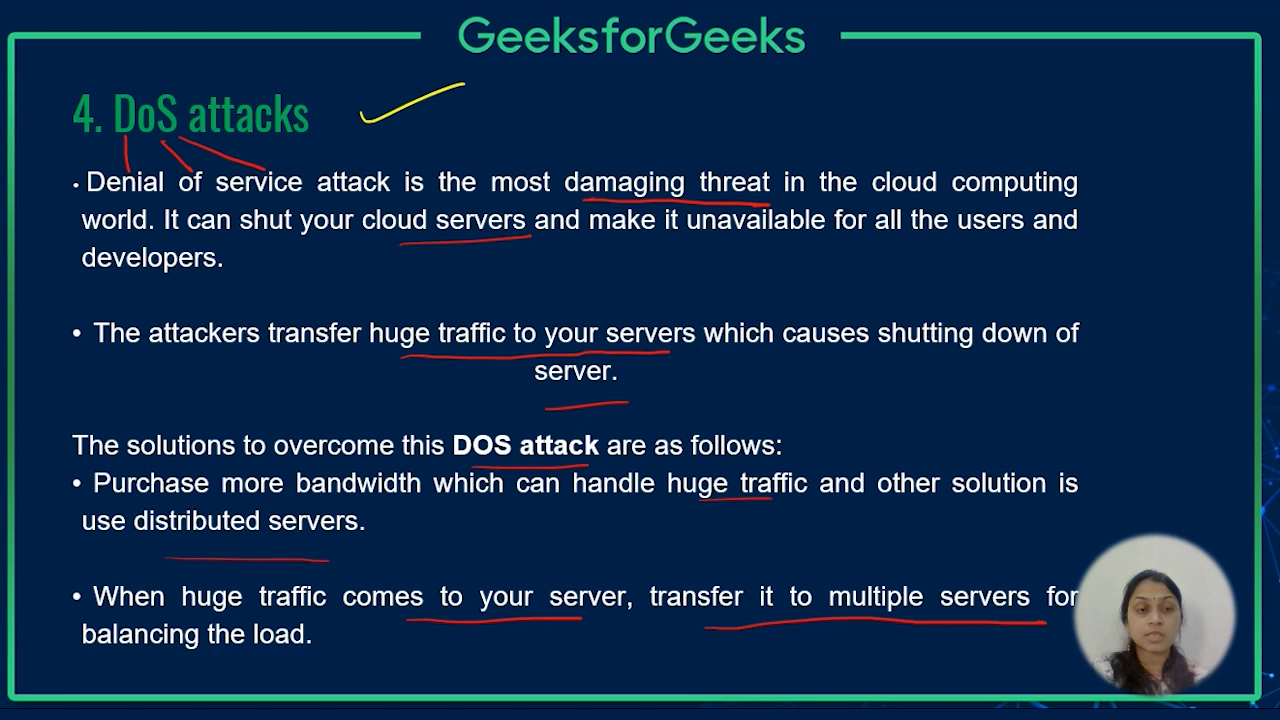 GeeksforGeeks
4. DoS attacks
• Denial of service attack is the most damaging threat in the cloud computing
world. It can shut your cloud servers and make it unavailable for all the users and
developers.
• The attackers transfer huge traffic to your servers which causes shutting down of
server.
The solutions to overcome this DOS attack are as follows:
• Purchase more bandwidth which can handle huge traffic and other solution is
use distributed servers.
• When huge traffic comes to your server, transfer it to multiple servers for
balancing the load.